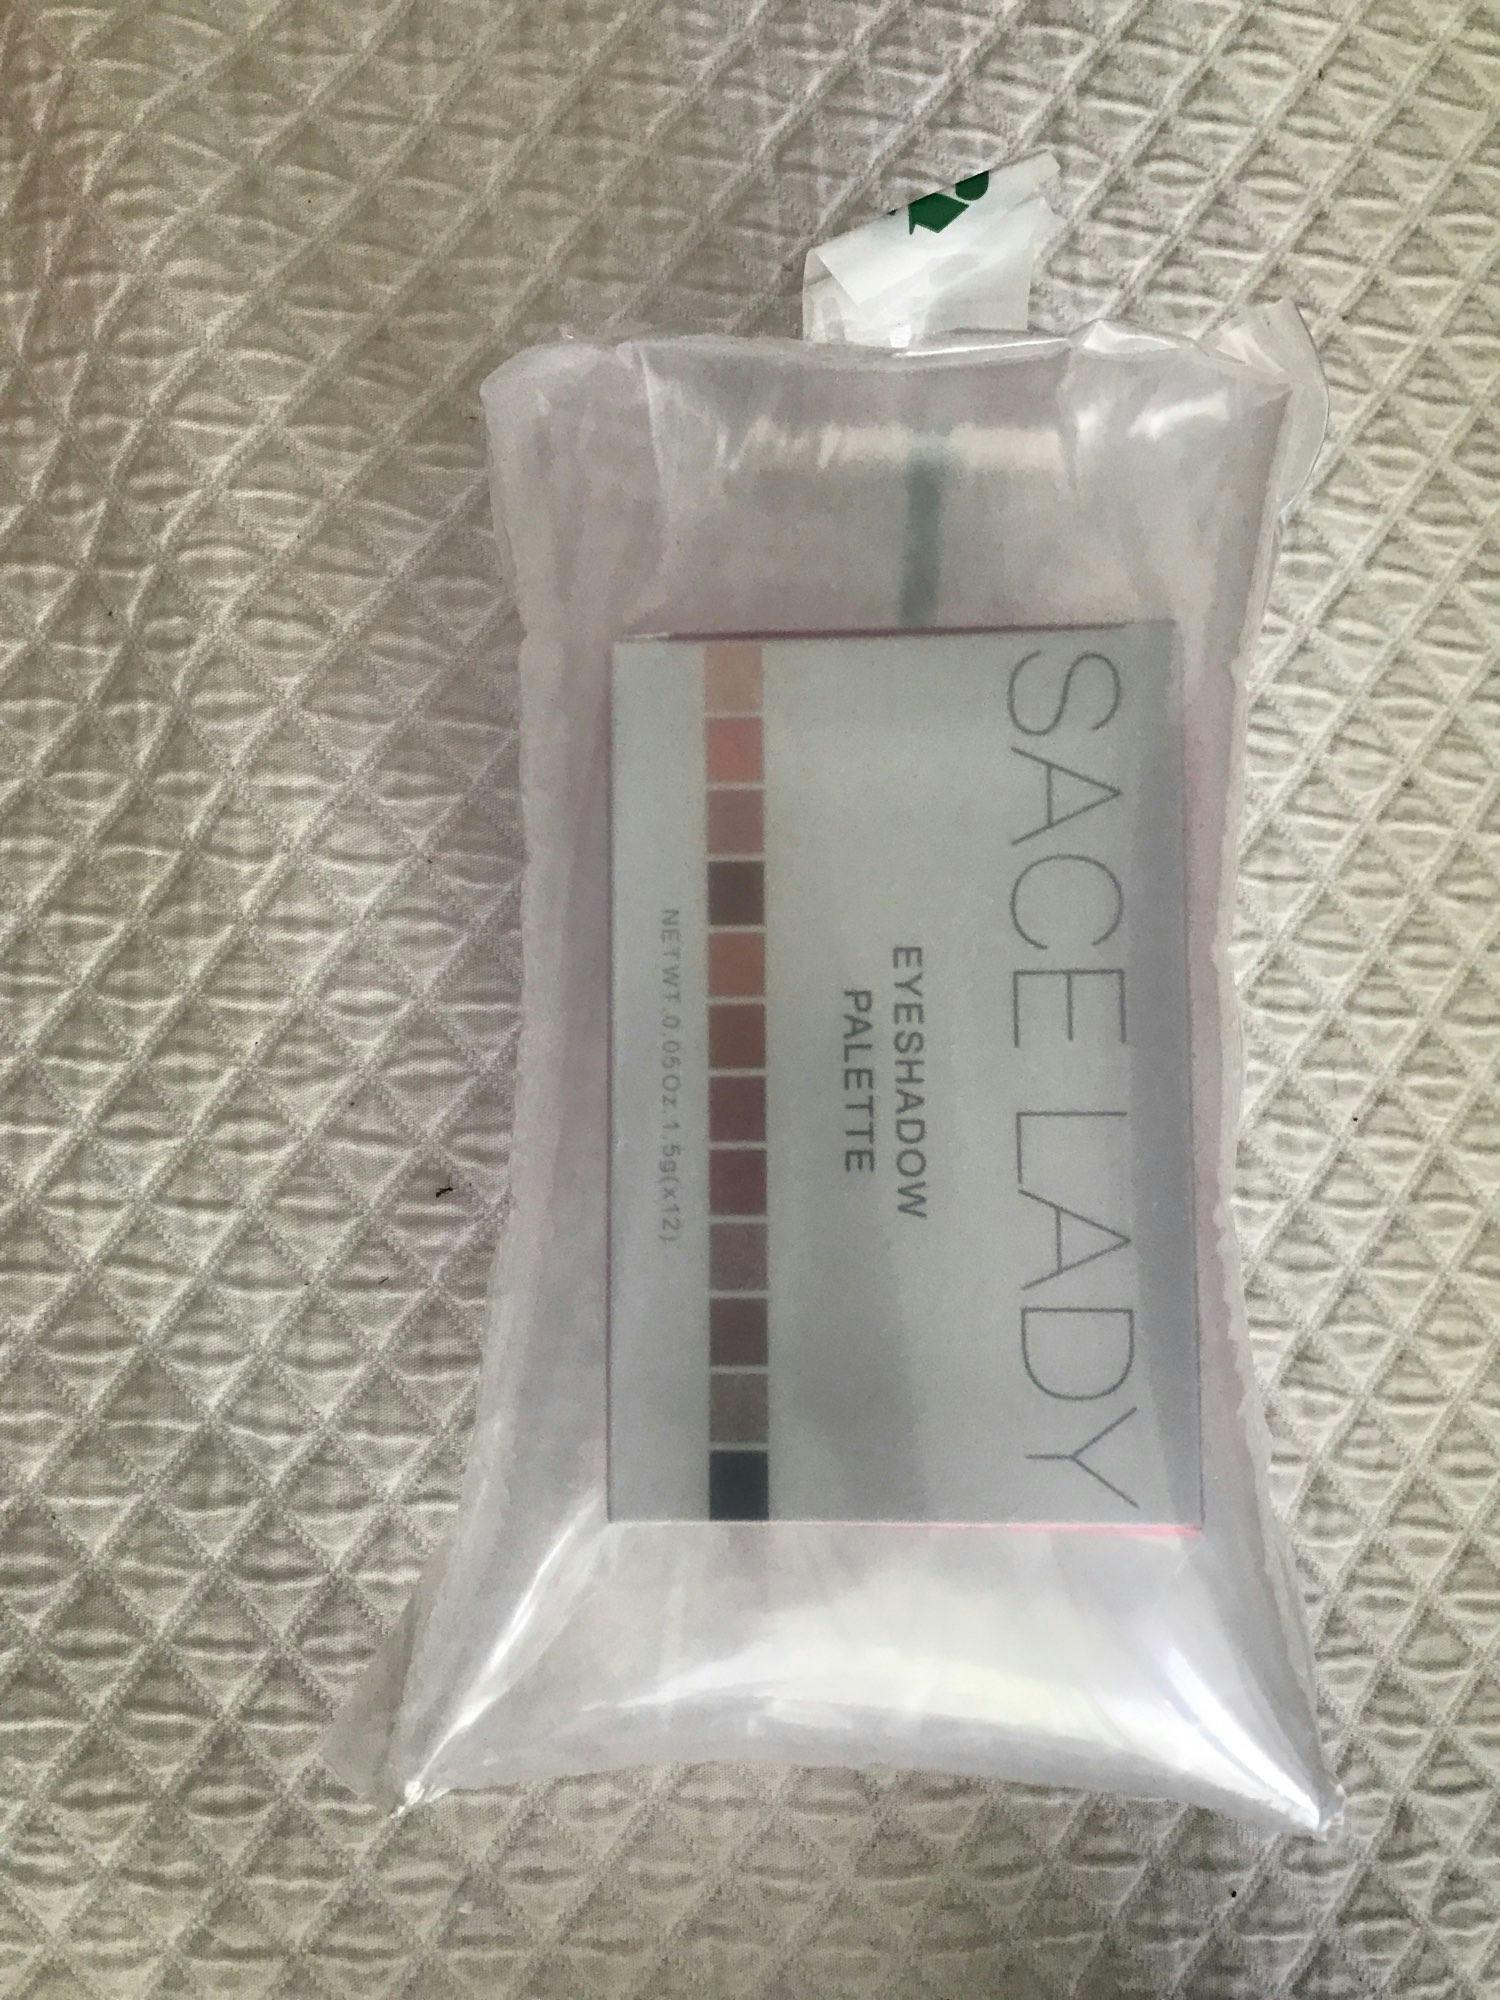 SACE LADY
EYESHADOW
PALETTE
NETWT.0.05Oz.1.5g(x12)